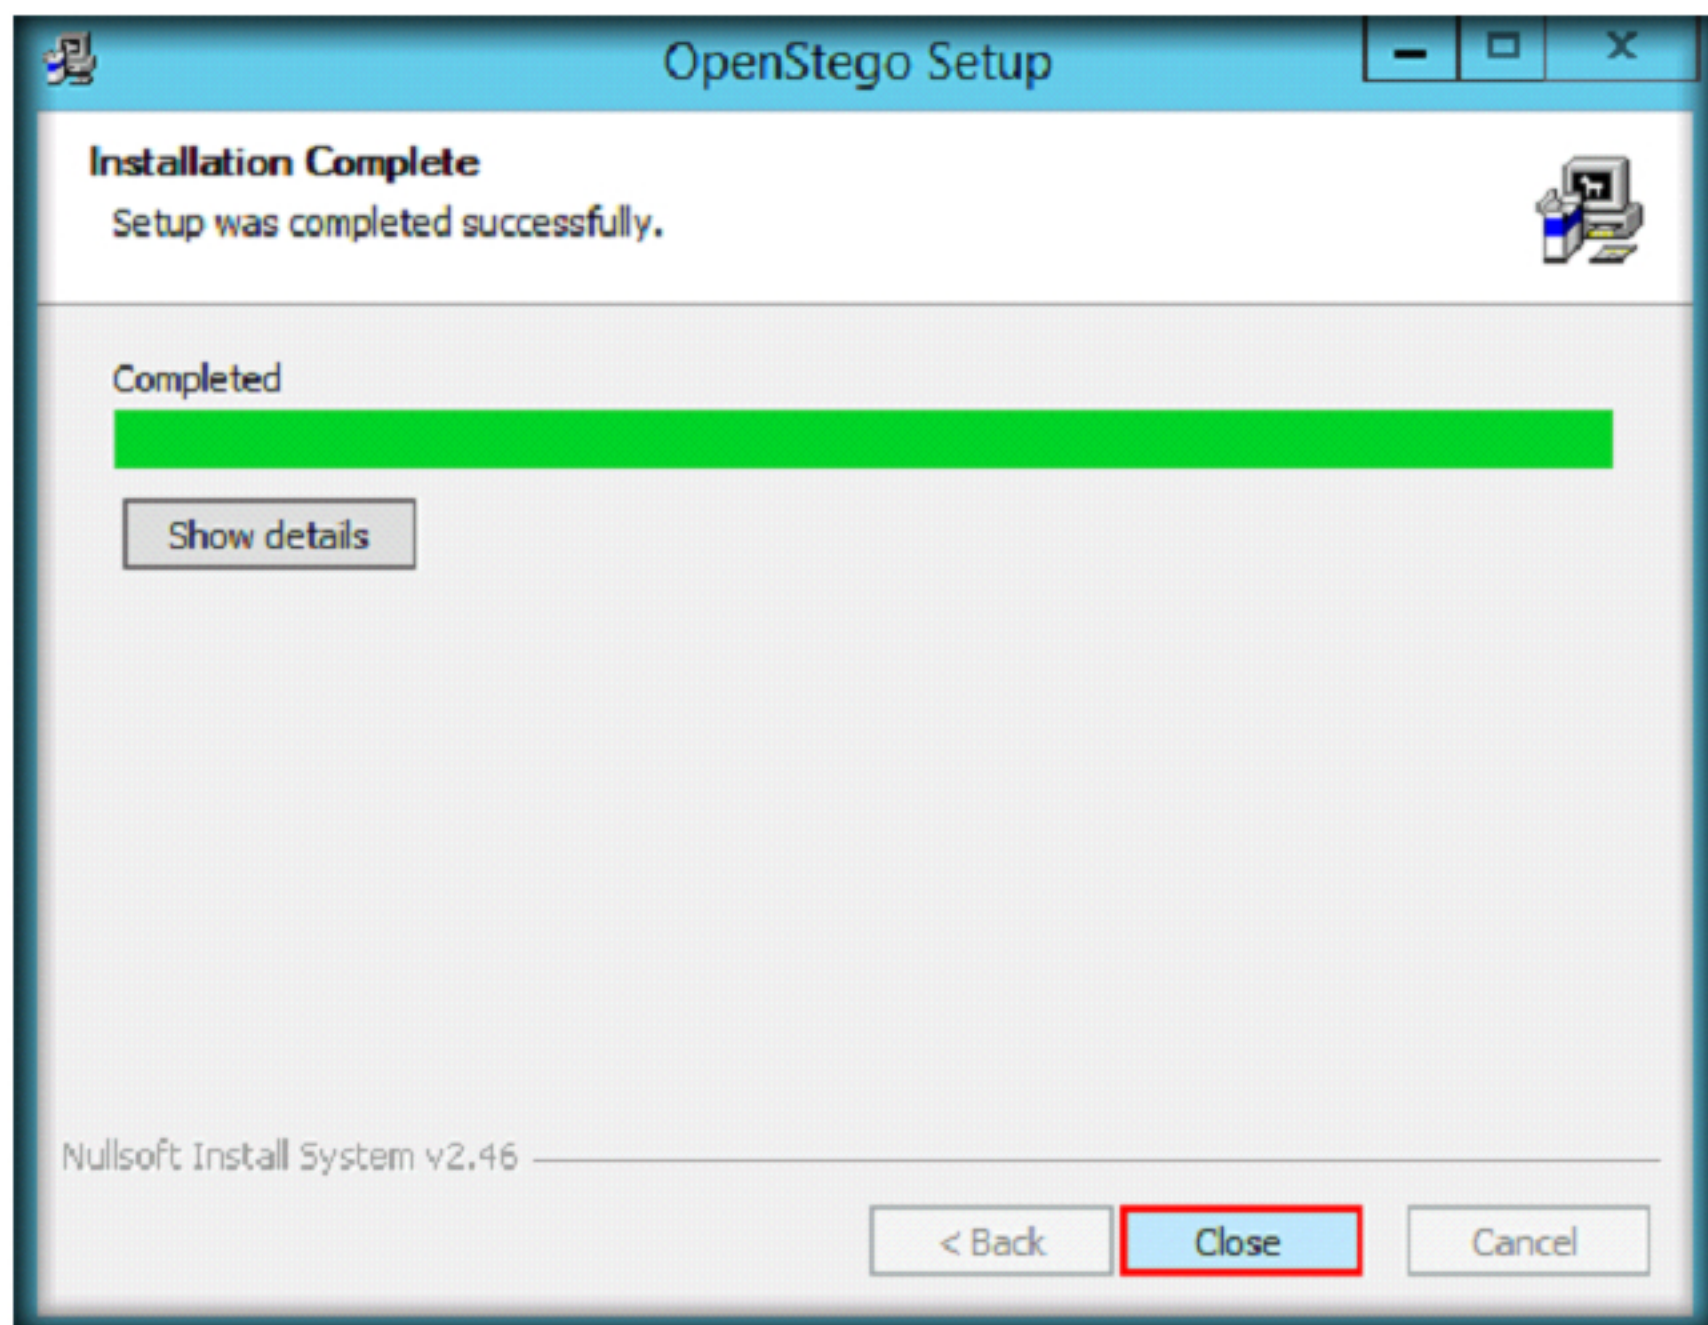 OpenStego Setup
Installation Complete
Setup was completed successfully.
Completed
Show details
Nullsoft Install System v2.46
< Back
Close
Cancel